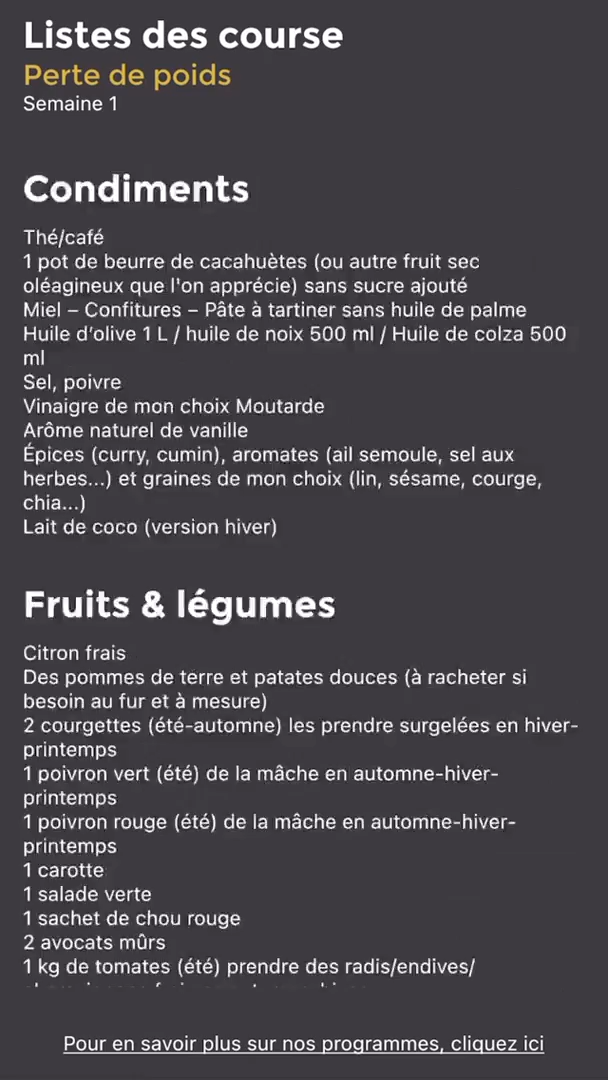 Listes des course
Perte de poids
Semaine 1
Condiments
Thé/café
1 pot de beurre de cacahuètes (ou autre fruit sec
oléagineux que l'on apprécie) sans sucre ajouté
Miel – Confitures – Pâte à tartiner sans huile de palme
Huile d’olive 1 L / huile de noix 500 ml / Huile de colza 500
ml
Sel, poivre
Vinaigre de mon choix Moutarde
Arôme naturel de vanille
Épices (curry, cumin), aromates (ail semoule, sel aux
herbes...) et graines de mon choix (lin, sésame, courge,
chia...)
Lait de coco (version hiver)
Fruits & légumes
Citron frais
Des pommes de terre et patates douces (à racheter si
besoin au fur et à mesure)
2 courgettes (été-automne) les prendre surgelées en hiver-
printemps
1 poivron vert (été) de la mâche en automne-hiver-
printemps
1 poivron rouge (été) de la mâche en automne-hiver-
printemps
1 carotte
1 salade verte
1 sachet de chou rouge
2 avocats mûrs
1 kg de tomates (été) prendre des radis/endives/
Pour en savoir plus sur nos programmes, cliquez ici